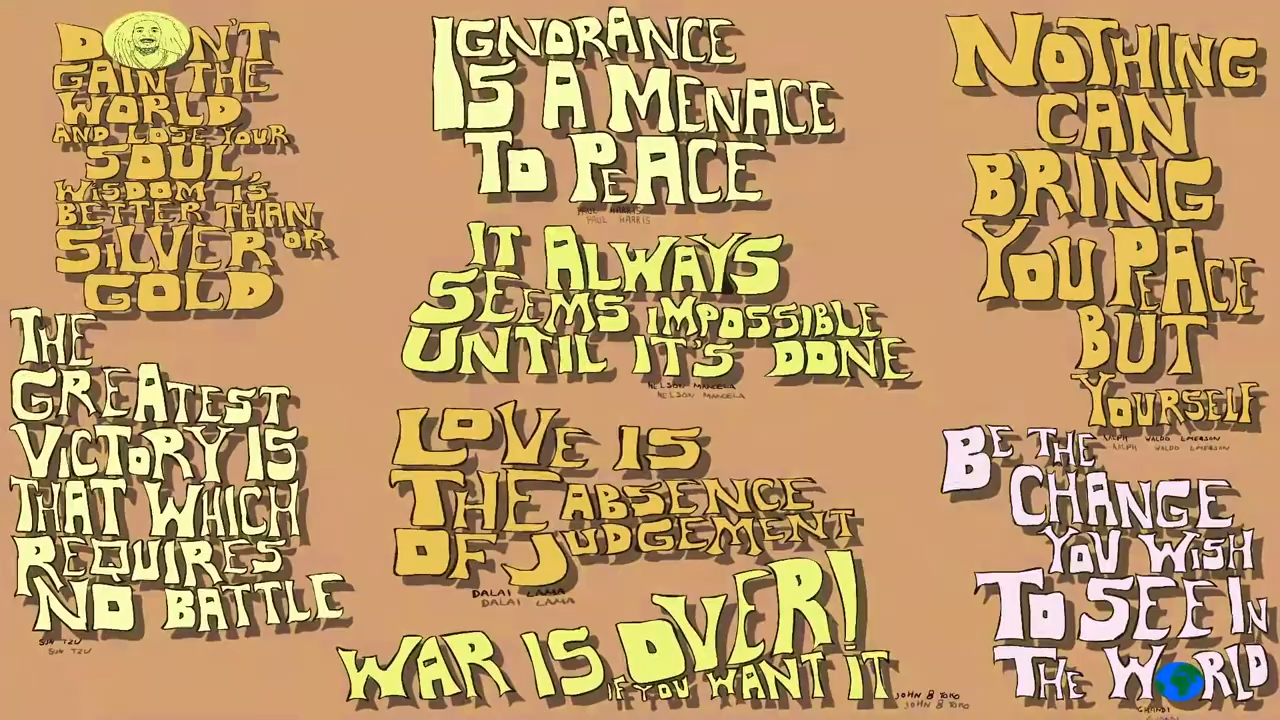 DON'T
GAIN THE
WORLD
AND LOSE YOUR
SOUL,
WISDOM IS
BETTER THAN
SILVER OR
GOLD
THE
GREATEST
VICTORY IS
THAT WHICH
REQUIRES
NO BATTLE
SUN TZU
IGNORANCE
IS A MENACE
TO PEACE
PAUL HARRIS
IT ALWAYS
SEEMS IMPOSSIBLE
UNTIL IT'S DONE
NELSON MANDELA
LOVE IS
THE ABSENCE
OF JUDGEMENT
DALAI LAMA
WAR IS OVER!
IF YOU WANT IT
JOHN & YOKO
NOTHING
CAN
BRING
YOU PEACE
BUT
YOURSELF
RALPH WALDO EMERSON
BE THE
CHANGE
YOU WISH
TO SEE IN
THE WORLD
GHANDI